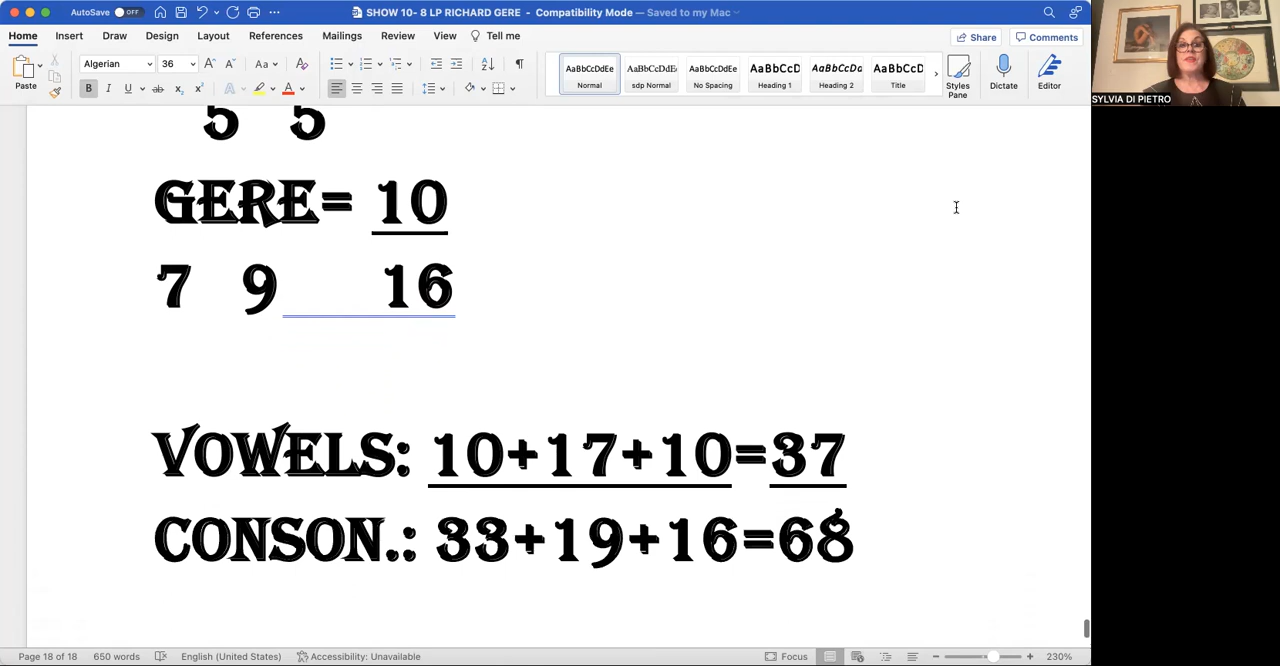 AutoSave OFF SHOW 10- 8 LP RICHARD GERE - Compatibility Mode — Saved to my Mac
Home Insert Draw Design Layout References Mailings Review View Tell me Share Comments
Paste Algerian 36 A A Aa A AaBbCcDdEe AaBbCcDdEe AaBbCcDdEe AaBbCcD AaBbCcDd AaBbCcD
B I U ab x2 x2 A A Normal sdp Normal No Spacing Heading 1 Heading 2 Title Styles Pane Dictate Editor
SYLVIA DI PIETRO
5 5
GERE= 10
7 9 16
VOWELS: 10+17+10=37
CONSON.: 33+19+16=68
Page 18 of 18 650 words English (United States) Accessibility: Unavailable Focus 230%